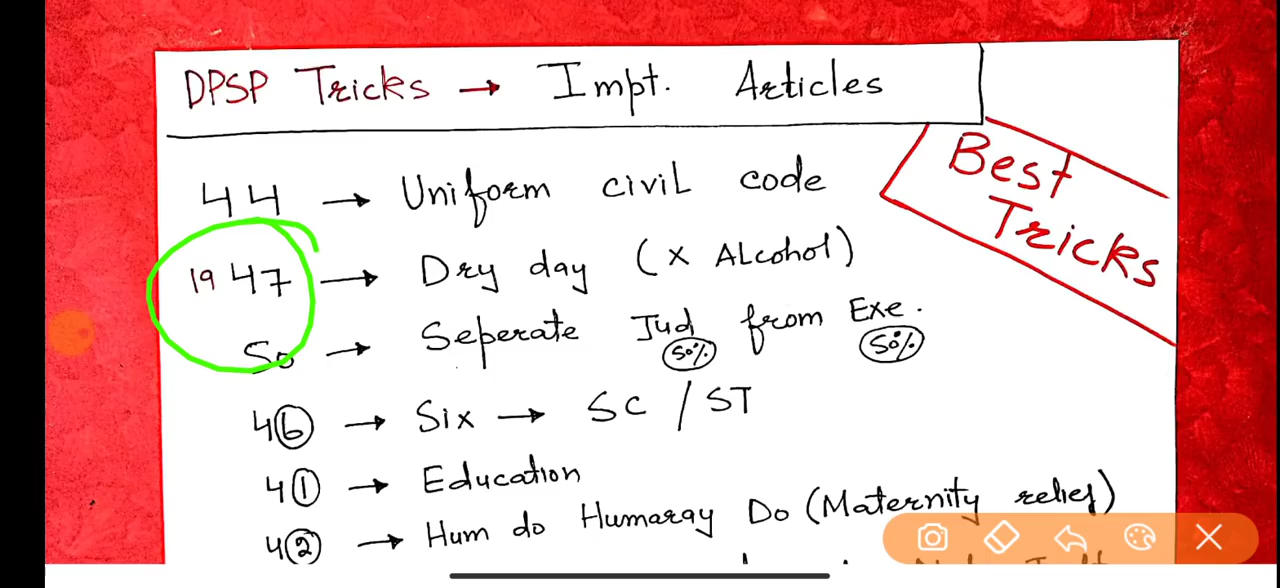 DPSP Tricks → Impt. Articles
Best
Tricks
44 → Uniform civil code
1947 → Dry day (x Alcohol)
50 → Seperate Jud from Exe.
50% 50%
46 → Six → SC / ST
41 → Education
42 → Hum do Humaray Do (Maternity relief)